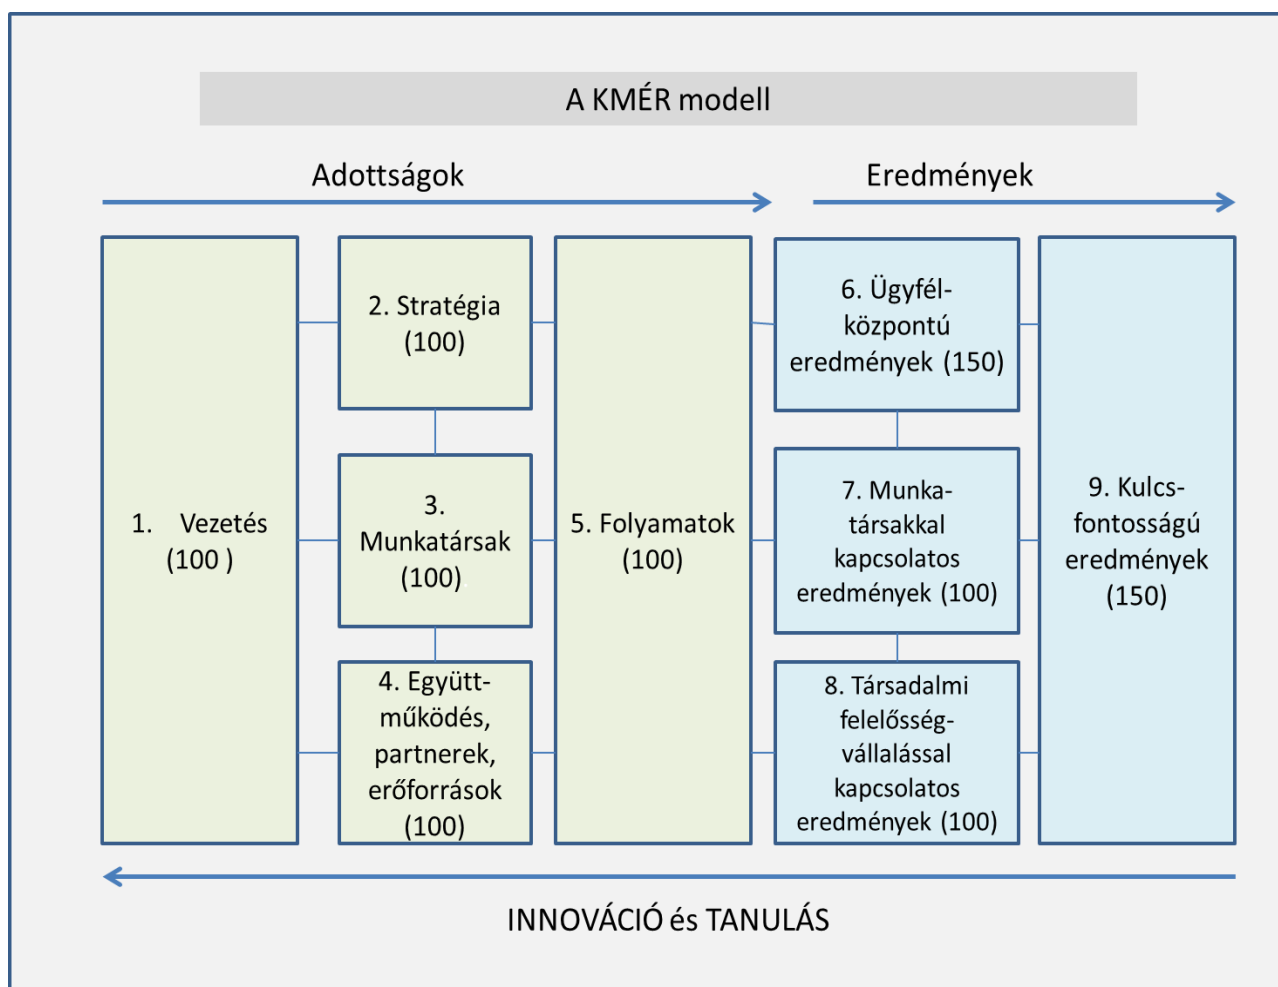 A KMÉR modell
Adottságok
Eredmények
1. Vezetés
(100 )
2. Stratégia
(100)
3.
Munkatársak
(100).
4. Együtt-
működés,
partnerek,
erőforrások
(100)
5. Folyamatok
(100)
6. Ügyfél-
központú
eredmények (150)
7. Munka-
társakkal
kapcsolatos
eredmények (100)
8. Társadalmi
felelősség-
vállalással
kapcsolatos
eredmények (100)
9. Kulcs-
fontosságú
eredmények
(150)
INNOVÁCIÓ és TANULÁS